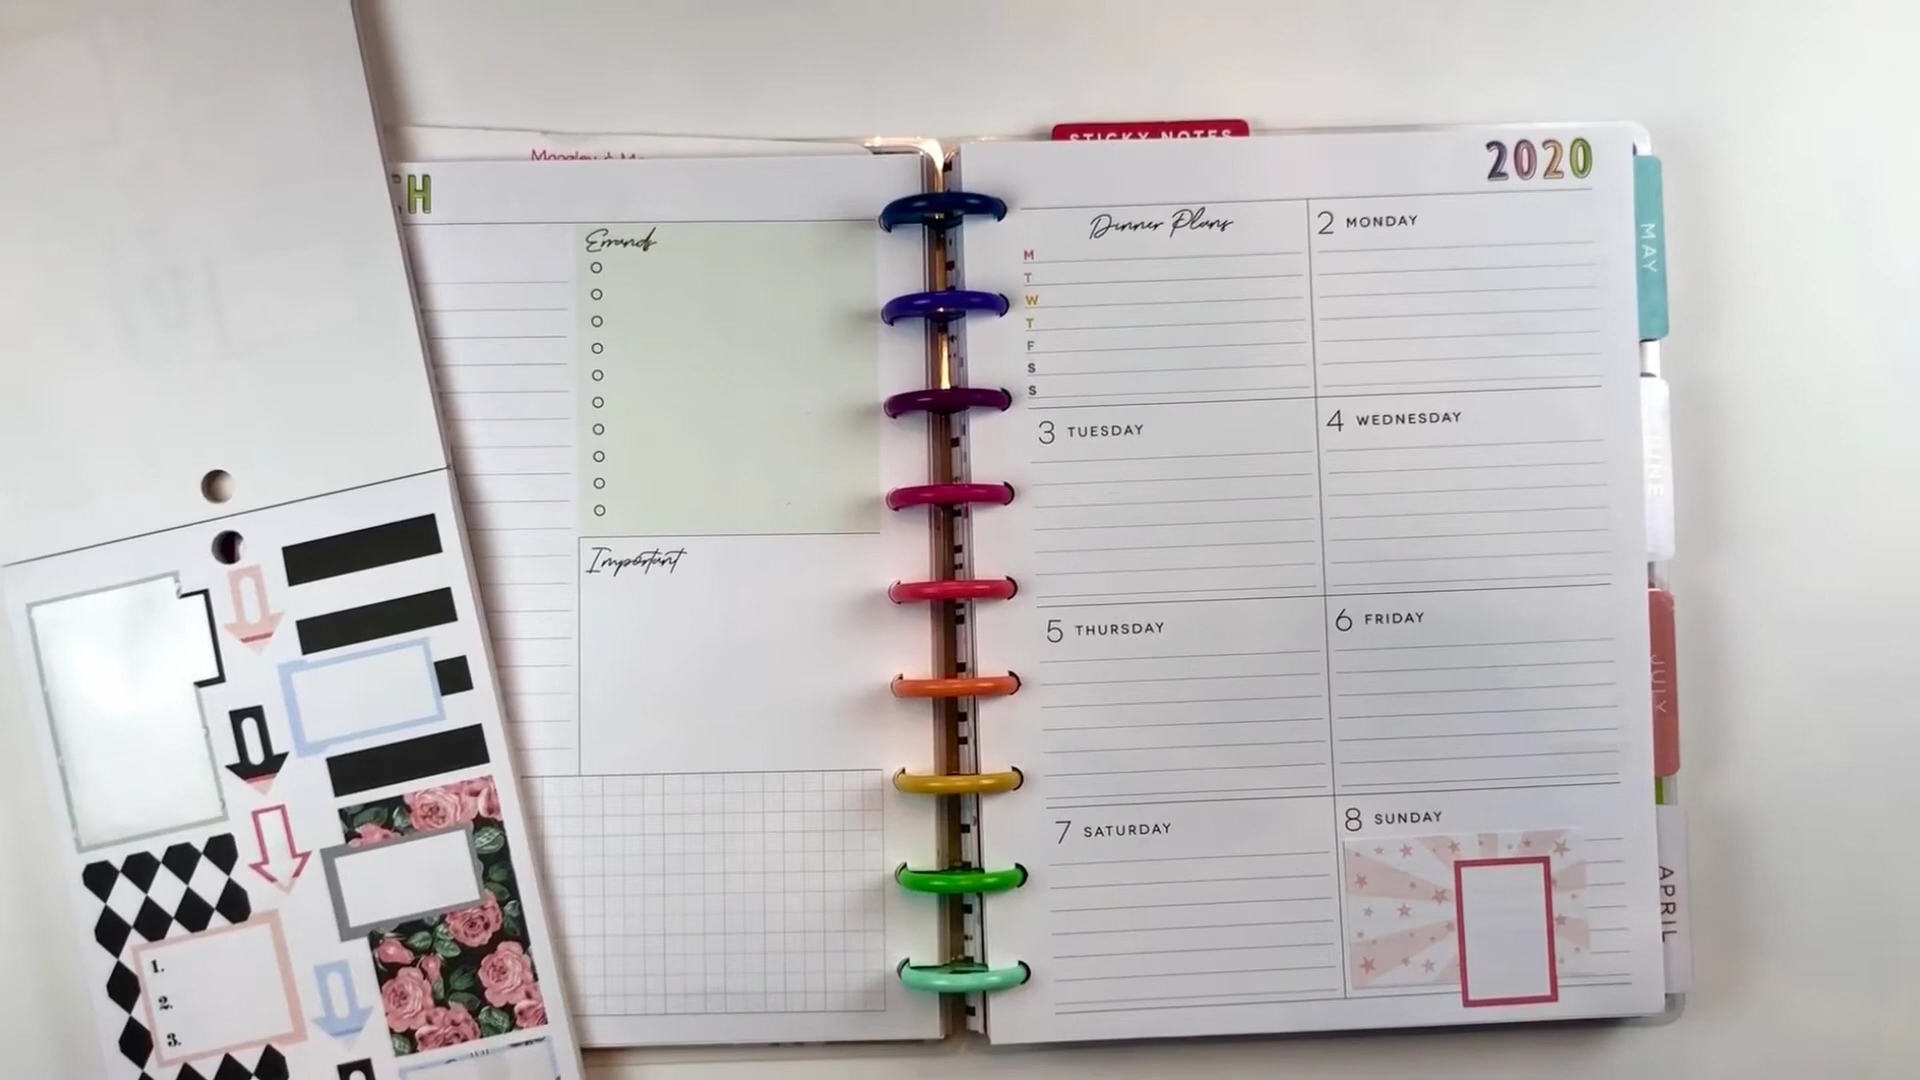 STICKY NOTES
H
2020
Errands
Important
Dinner Plans
M
T
W
T
F
S
S
2 MONDAY
3 TUESDAY
4 WEDNESDAY
5 THURSDAY
6 FRIDAY
7 SATURDAY
8 SUNDAY
MAY
JUNE
JULY
APRIL
1.
2.
3.